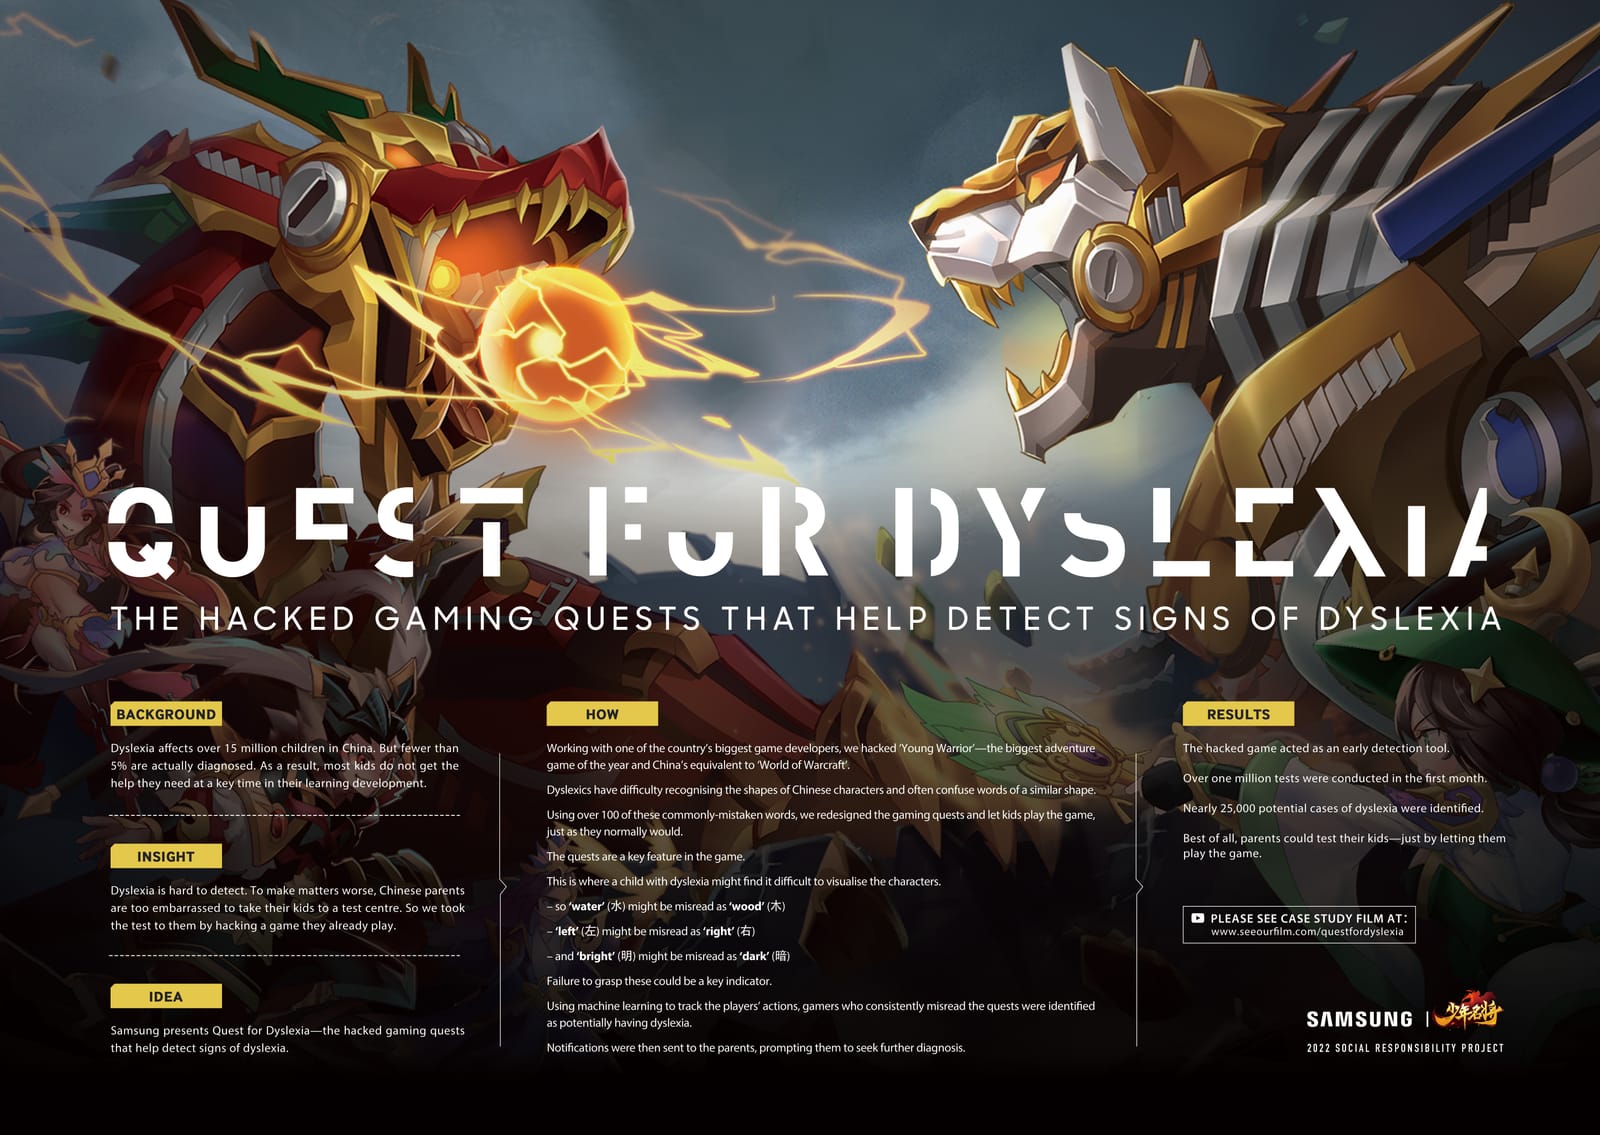 QUEST FOR DYSLEXIA
THE HACKED GAMING QUESTS THAT HELP DETECT SIGNS OF DYSLEXIA
BACKGROUND
Dyslexia affects over 15 million children in China. But fewer than
5% are actually diagnosed. As a result, most kids do not get the
help they need at a key time in their learning development.
INSIGHT
Dyslexia is hard to detect. To make matters worse, Chinese parents
are too embarrassed to take their kids to a test centre. So we took
the test to them by hacking a game they already play.
IDEA
Samsung presents Quest for Dyslexia—the hacked gaming quests
that help detect signs of dyslexia.
HOW
Working with one of the country's biggest game developers, we hacked 'Young Warrior'—the biggest adventure
game of the year and China's equivalent to 'World of Warcraft'.
Dyslexics have difficulty recognising the shapes of Chinese characters and often confuse words of a similar shape.
Using over 100 of these commonly-mistaken words, we redesigned the gaming quests and let kids play the game,
just as they normally would.
The quests are a key feature in the game.
This is where a child with dyslexia might find it difficult to visualise the characters.
– so 'water' (水) might be misread as 'wood' (木)
– 'left' (左) might be misread as 'right' (右)
– and 'bright' (明) might be misread as 'dark' (暗)
Failure to grasp these could be a key indicator.
Using machine learning to track the players' actions, gamers who consistently misread the quests were identified
as potentially having dyslexia.
Notifications were then sent to the parents, prompting them to seek further diagnosis.
RESULTS
The hacked game acted as an early detection tool.
Over one million tests were conducted in the first month.
Nearly 25,000 potential cases of dyslexia were identified.
Best of all, parents could test their kids—just by letting them
play the game.
PLEASE SEE CASE STUDY FILM AT:
www.seeourfilm.com/questfordyslexia
SAMSUNG | 少年名将
2022 SOCIAL RESPONSIBILITY PROJECT